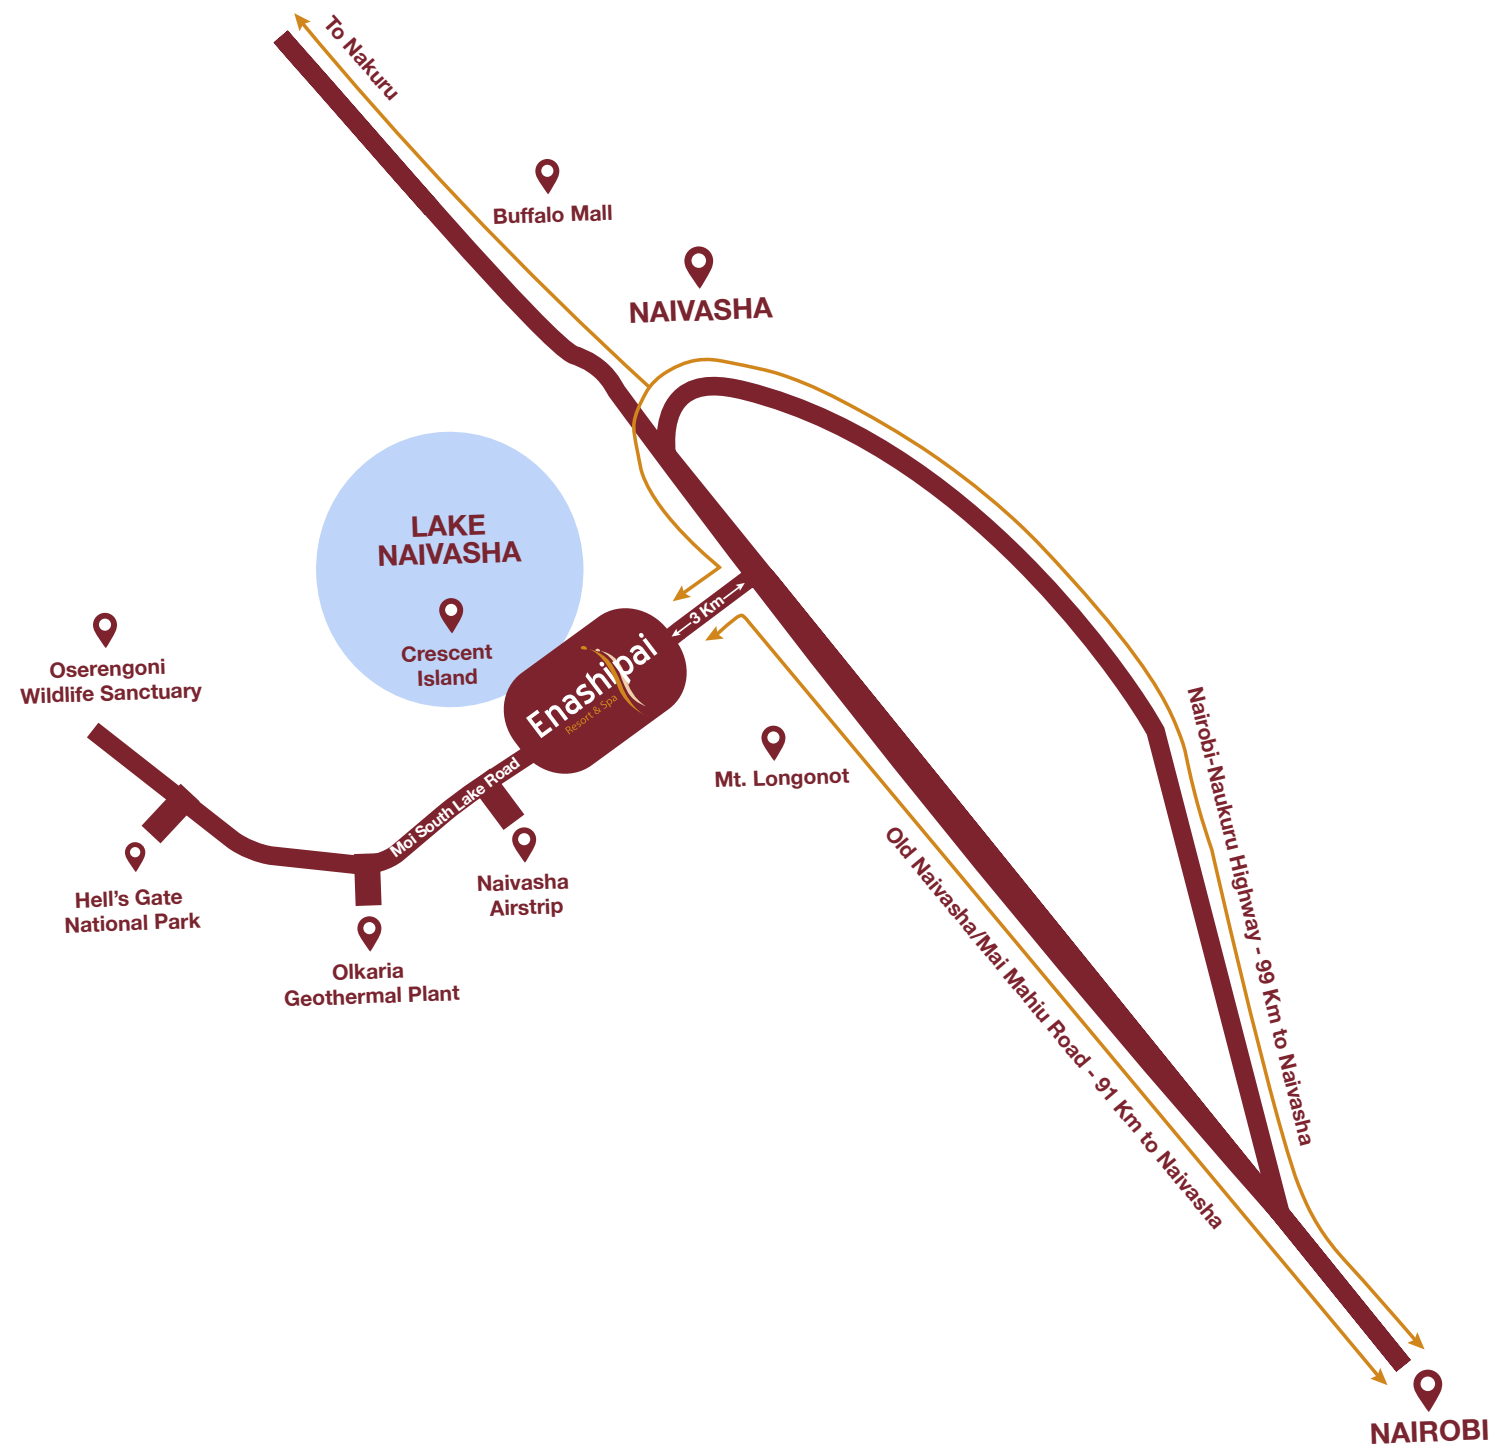 To Nakuru
Buffalo Mall
NAIVASHA
LAKE
NAIVASHA
Crescent
Island
3 Km
Enashipai
Resort & Spa
Oserengoni
Wildlife Sanctuary
Mt. Longonot
Moi South Lake Road
Nairobi-Naukuru Highway - 99 Km to Naivasha
Old Naivasha/Mai Mahiu Road - 91 Km to Naivasha
Hell's Gate
National Park
Naivasha
Airstrip
Olkaria
Geothermal Plant
NAIROBI